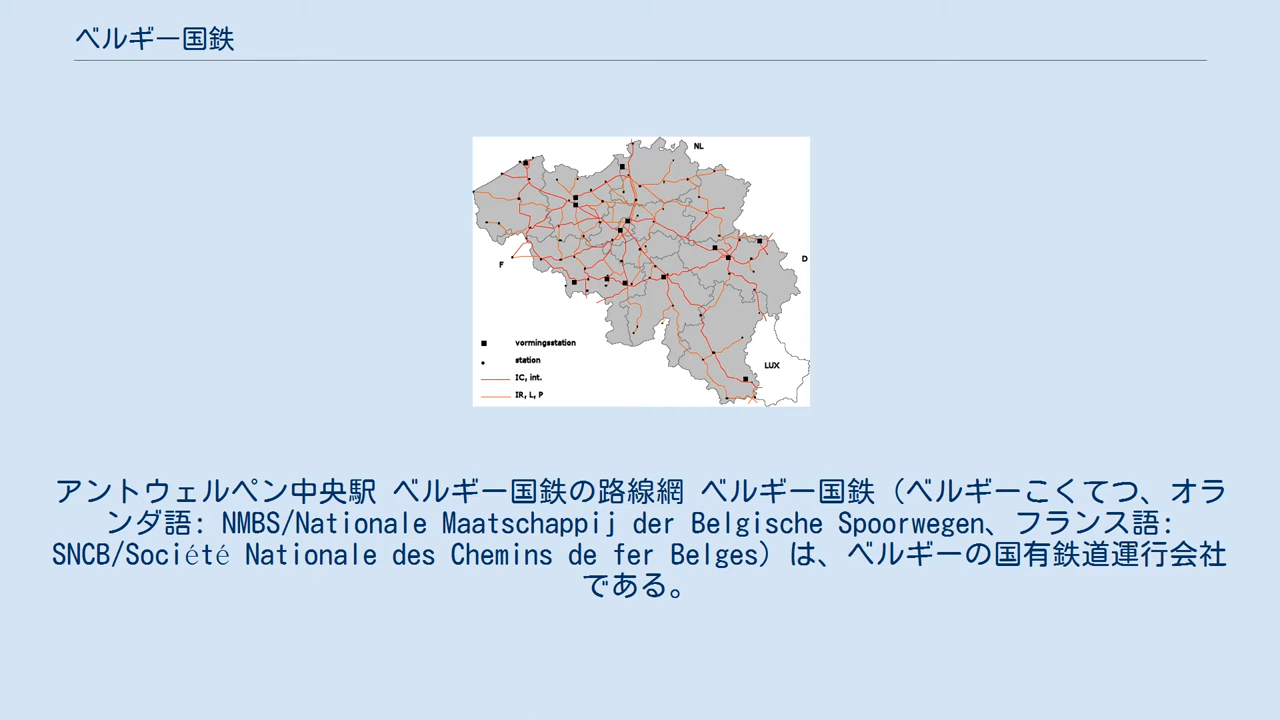 ベルギー国鉄
NL
F
D
LUX
vormingsstation
station
IC, int.
IR, L, P
アントウェルペン中央駅 ベルギー国鉄の路線網 ベルギー国鉄（ベルギーこくてつ、オラ
ンダ語: NMBS/Nationale Maatschappij der Belgische Spoorwegen、フランス語:
SNCB/Société Nationale des Chemins de fer Belges）は、ベルギーの国有鉄道運行会社
である。